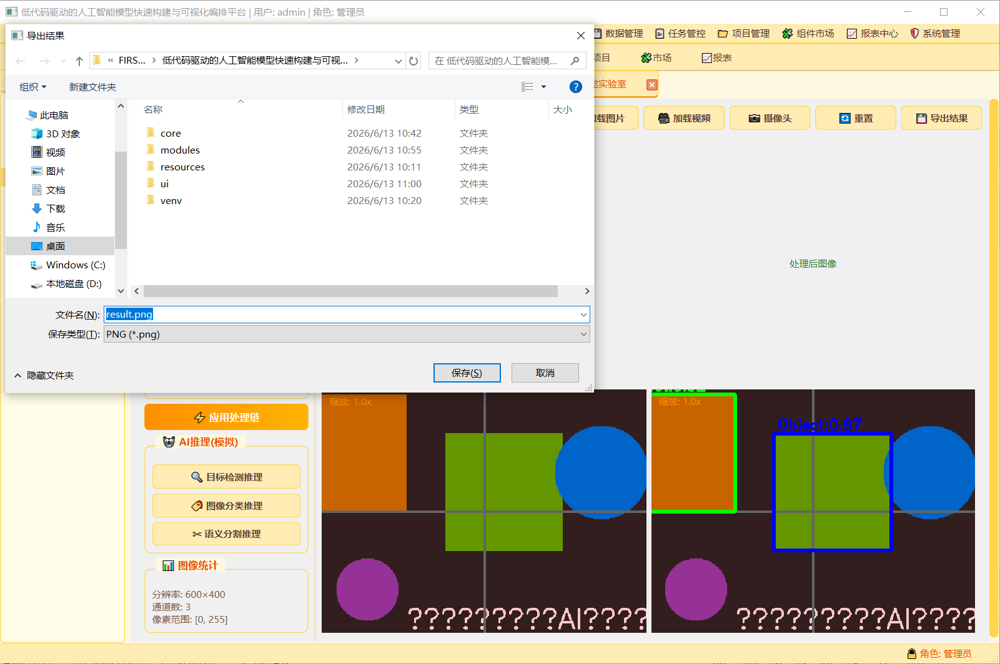 低代码驱动的人工智能模型快速构建与可视化编排平台 | 用户: admin | 角色: 管理员
导出结果
数据管理
任务管控
项目管理
组件市场
报表中心
系统管理
« FIRS... › 低代码驱动的人工智能模型快速构建与可视... ›
在 低代码驱动的人工智能模...
项目
市场
报表
组织
新建文件夹
实验室
此电脑
3D 对象
视频
图片
文档
下载
音乐
桌面
Windows (C:)
本地磁盘 (D:)
名称 修改日期 类型 大小
core 2026/6/13 10:42 文件夹
modules 2026/6/13 10:55 文件夹
resources 2026/6/13 10:11 文件夹
ui 2026/6/13 11:00 文件夹
venv 2026/6/13 10:20 文件夹
载图片
加载视频
摄像头
重置
导出结果
处理后图像
文件名(N): result.png
保存类型(T): PNG (*.png)
隐藏文件夹
保存(S)
取消
应用处理链
AI推理(模拟)
目标检测推理
图像分类推理
语义分割推理
图像统计
分辨率: 600×400
通道数: 3
像素范围: [0, 255]
缩放: 1.0x
?????????AI????
缩放: 1.0x
Object:0.87
?????????AI????
角色: 管理员